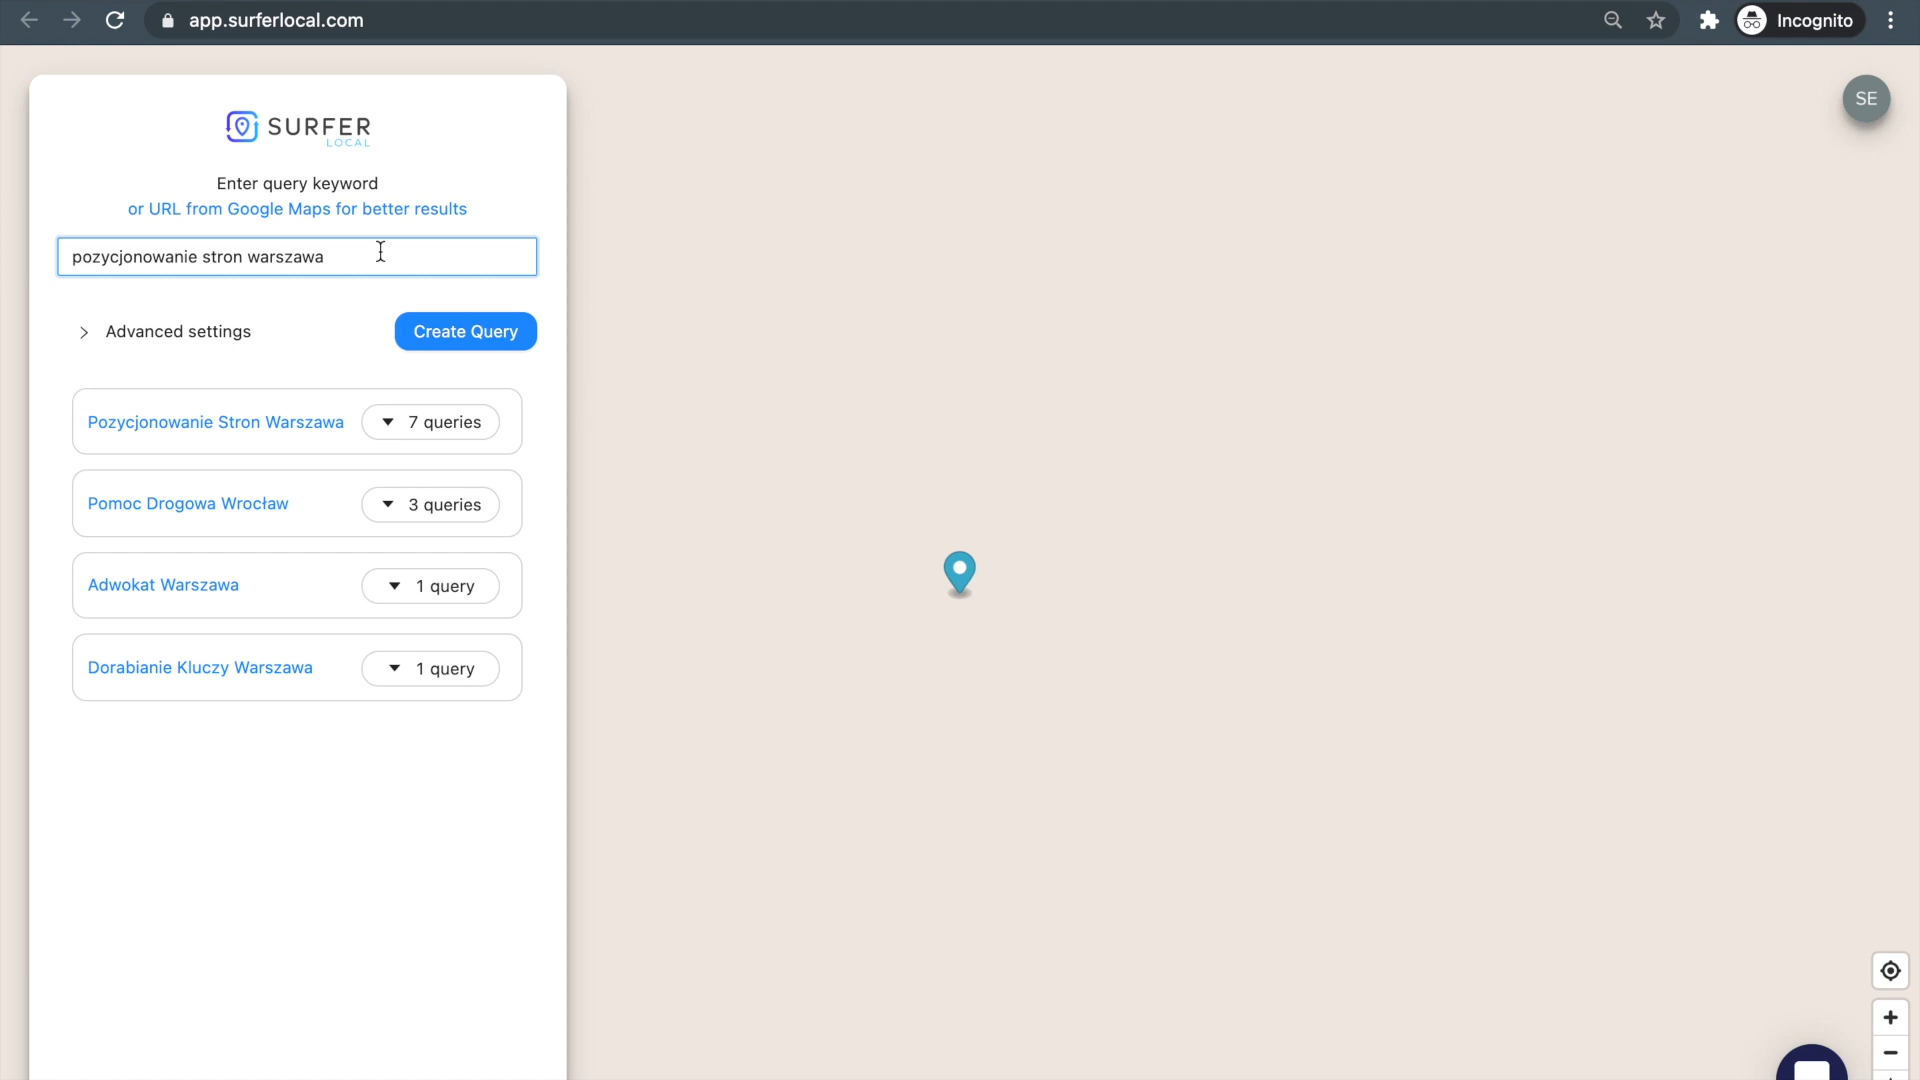 app.surferlocal.com
Incognito
SE
SURFER
LOCAL
Enter query keyword
or URL from Google Maps for better results
pozycjonowanie stron warszawa
Advanced settings
Create Query
Pozycjonowanie Stron Warszawa
7 queries
Pomoc Drogowa Wrocław
3 queries
Adwokat Warszawa
1 query
Dorabianie Kluczy Warszawa
1 query